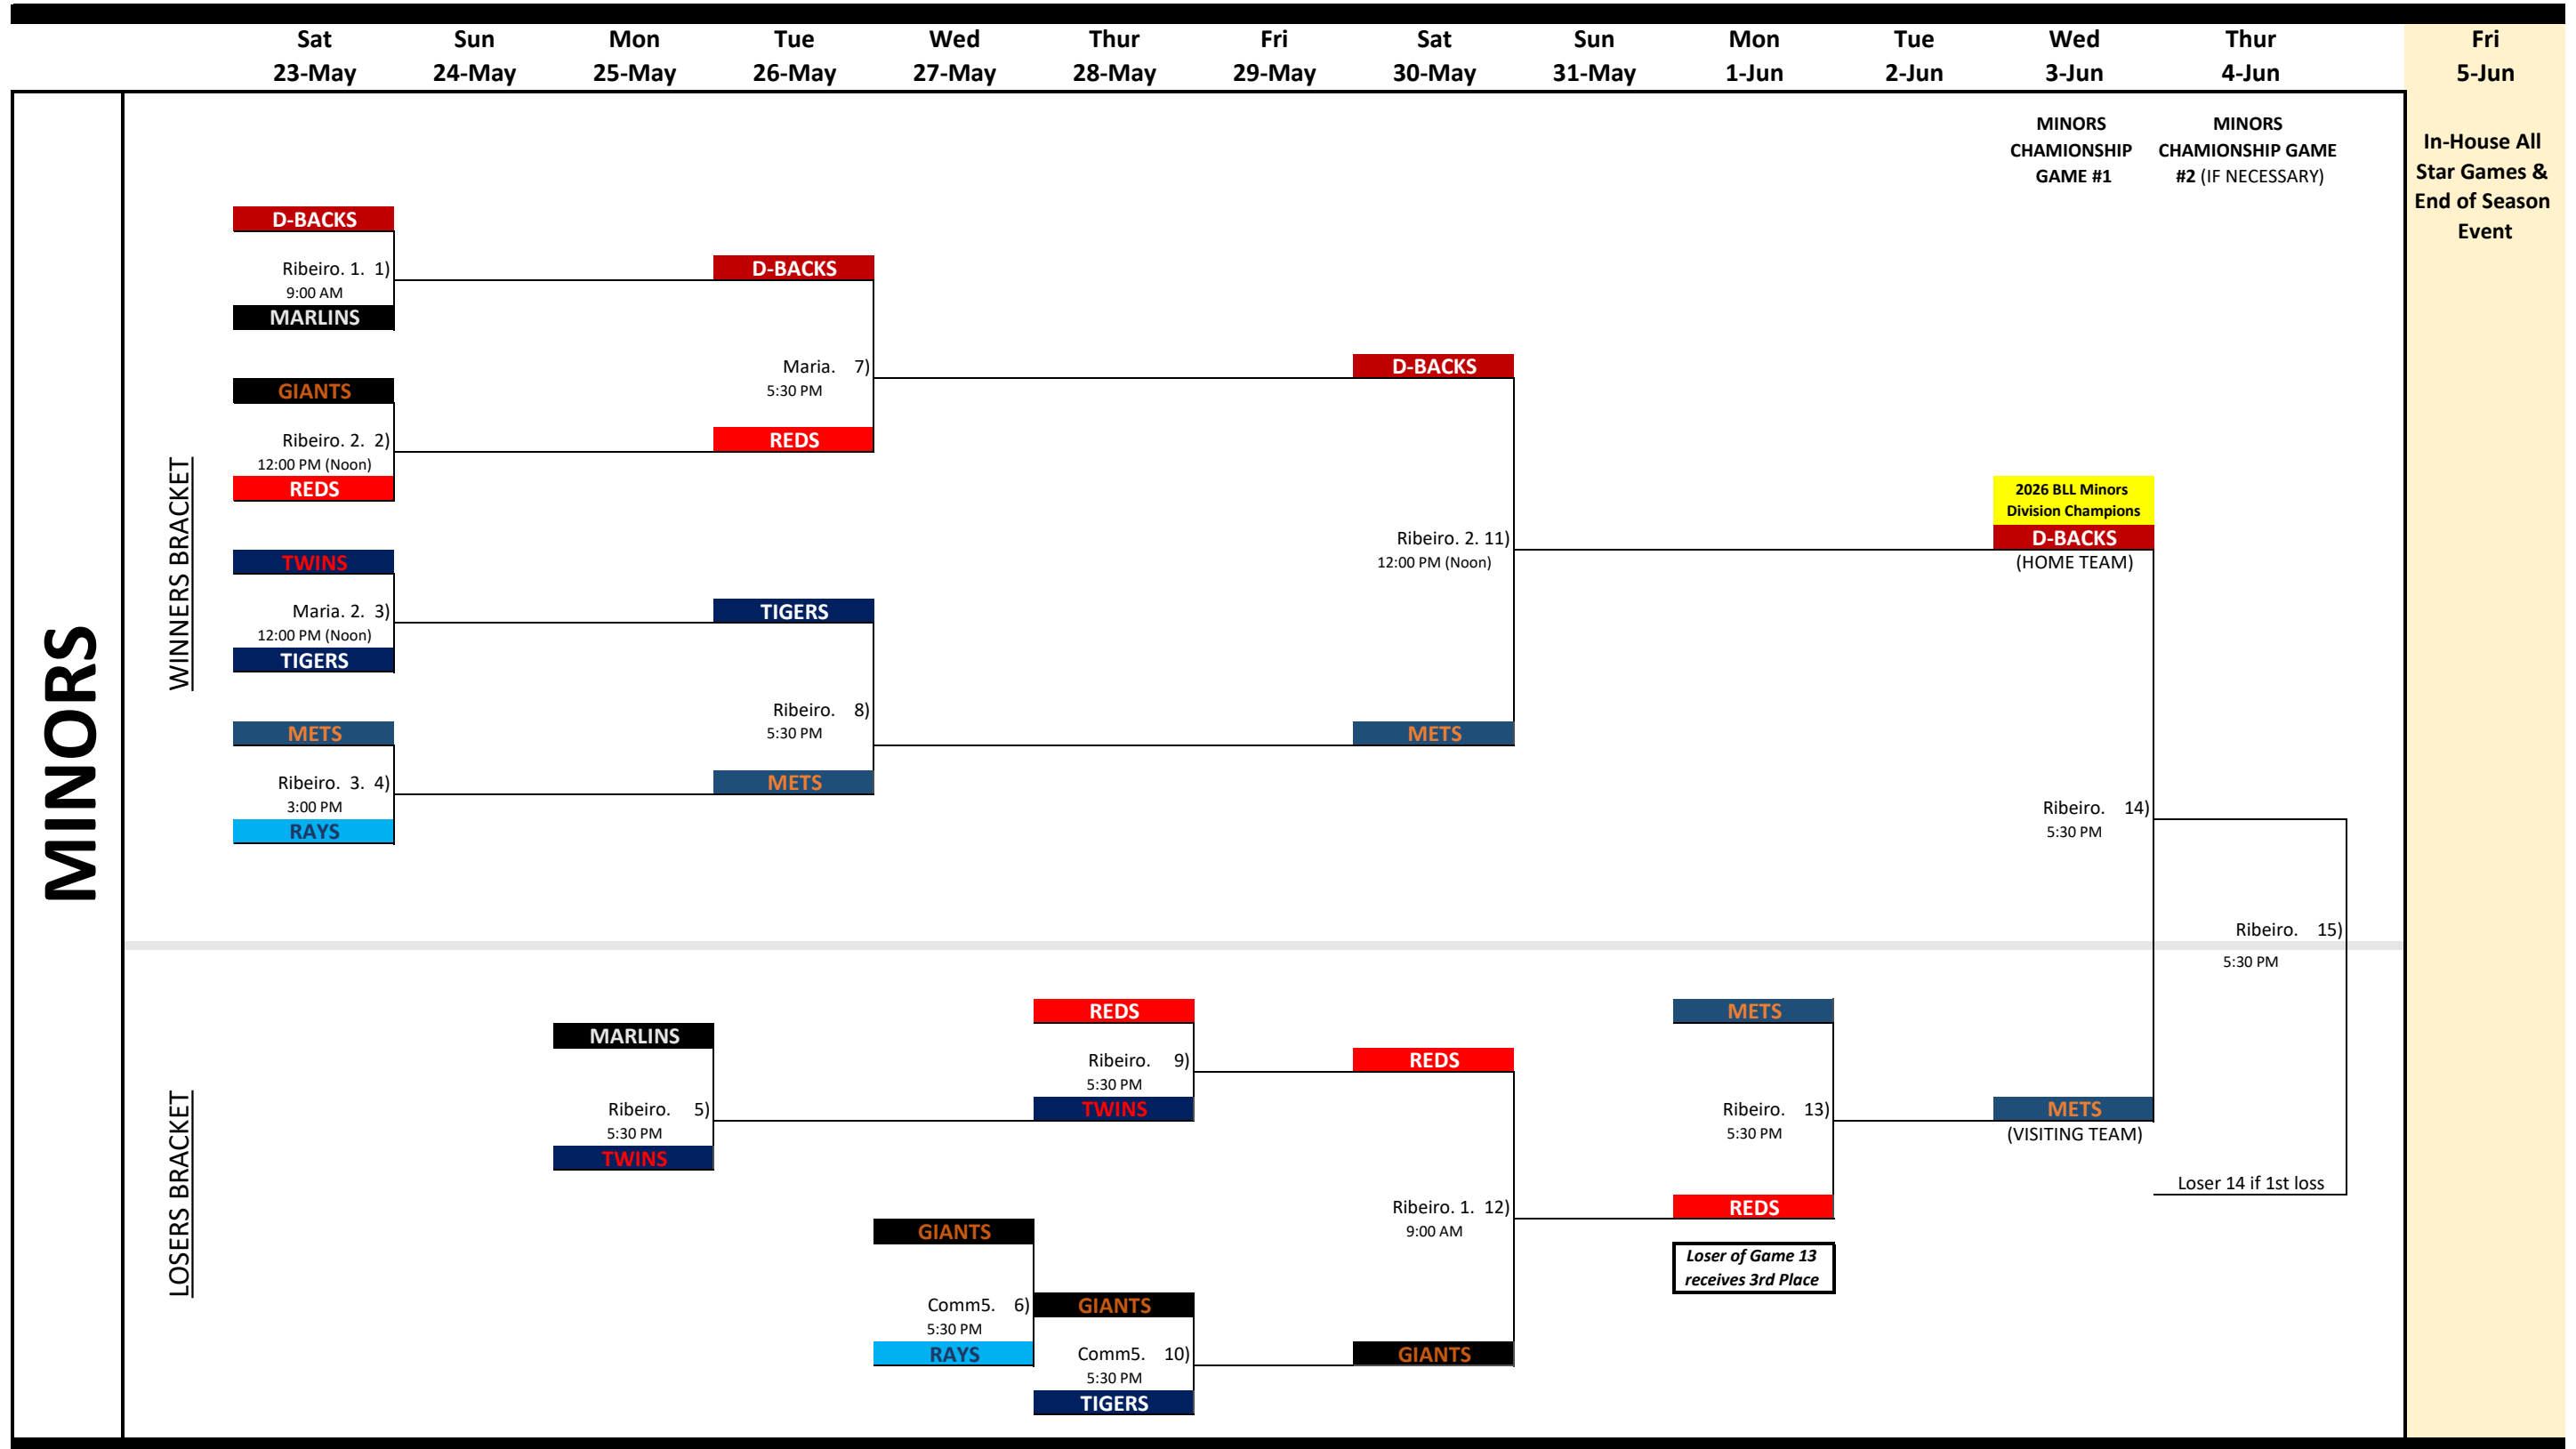 Sat Sun Mon Tue Wed Thur Fri Sat Sun Mon Tue Wed Thur Fri
23-May 24-May 25-May 26-May 27-May 28-May 29-May 30-May 31-May 1-Jun 2-Jun 3-Jun 4-Jun 5-Jun
MINORS
CHAMIONSHIP
GAME #1
MINORS
CHAMIONSHIP GAME
#2 (IF NECESSARY)
In-House All
Star Games &
End of Season
Event
MINORS
WINNERS BRACKET
D-BACKS
Ribeiro. 1. 1)
9:00 AM
MARLINS
GIANTS
Ribeiro. 2. 2)
12:00 PM (Noon)
REDS
TWINS
Maria. 2. 3)
12:00 PM (Noon)
TIGERS
METS
Ribeiro. 3. 4)
3:00 PM
RAYS
D-BACKS
Maria. 7)
5:30 PM
REDS
TIGERS
Ribeiro. 8)
5:30 PM
METS
D-BACKS
Ribeiro. 2. 11)
12:00 PM (Noon)
METS
2026 BLL Minors
Division Champions
D-BACKS
(HOME TEAM)
Ribeiro. 14)
5:30 PM
Ribeiro. 15)
5:30 PM
LOSERS BRACKET
MARLINS
Ribeiro. 5)
5:30 PM
TWINS
GIANTS
Comm5. 6)
5:30 PM
RAYS
REDS
Ribeiro. 9)
5:30 PM
TWINS
GIANTS
Comm5. 10)
5:30 PM
TIGERS
REDS
Ribeiro. 1. 12)
9:00 AM
GIANTS
METS
Ribeiro. 13)
5:30 PM
REDS
Loser of Game 13
receives 3rd Place
METS
(VISITING TEAM)
Loser 14 if 1st loss